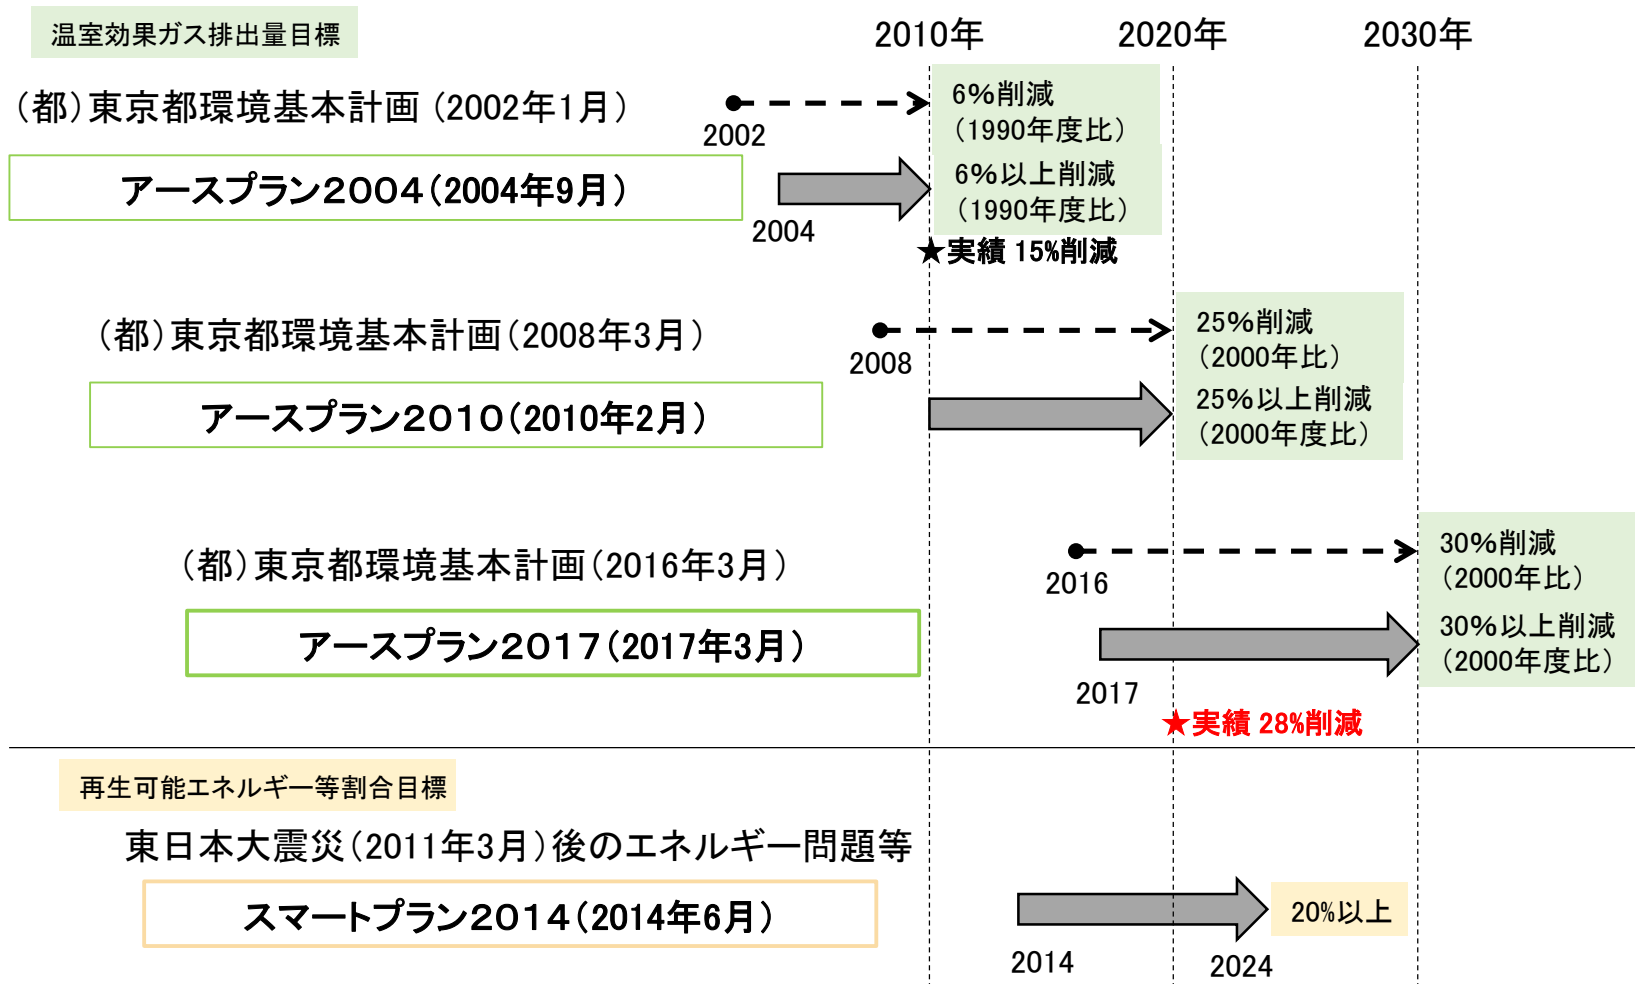 温室効果ガス排出量目標
2010年
2020年
2030年
(都)東京都環境基本計画 (2002年1月)
2002
6%削減
(1990年度比)
アースプラン2004(2004年9月)
2004
6%以上削減
(1990年度比)
★実績 15%削減
(都)東京都環境基本計画(2008年3月)
2008
25%削減
(2000年比)
アースプラン2010(2010年2月)
25%以上削減
(2000年度比)
(都)東京都環境基本計画(2016年3月)
2016
30%削減
(2000年比)
アースプラン2017(2017年3月)
2017
30%以上削減
(2000年度比)
★実績 28%削減
再生可能エネルギー等割合目標
東日本大震災(2011年3月)後のエネルギー問題等
スマートプラン2014(2014年6月)
20%以上
2014
2024